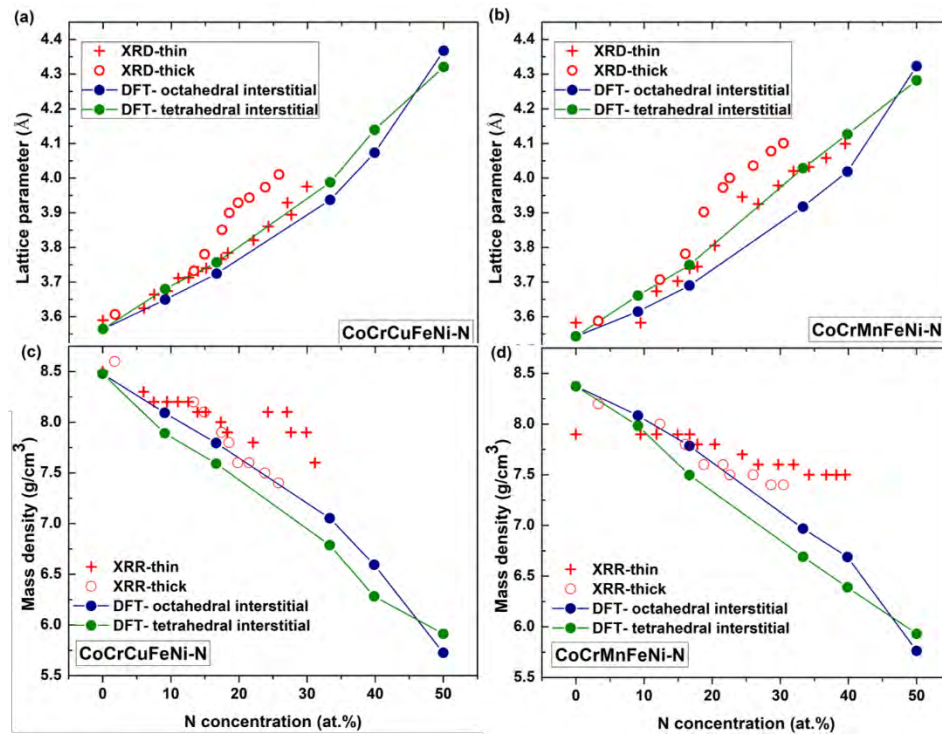 (a)
XRD-thin
XRD-thick
DFT- octahedral interstitial
DFT- tetrahedral interstitial
4.4
4.3
4.2
4.1
4.0
3.9
3.8
3.7
3.6
Lattice parameter (Å)
CoCrCuFeNi-N
(b)
XRD-thin
XRD-thick
DFT- octahedral interstitial
DFT- tetrahedral interstitial
4.4
4.3
4.2
4.1
4.0
3.9
3.8
3.7
3.6
Lattice parameter (Å)
CoCrMnFeNi-N
(c)
8.5
8.0
7.5
7.0
6.5
6.0
5.5
Mass density (g/cm³)
XRR-thin
XRR-thick
DFT- octahedral interstitial
DFT- tetrahedral interstitial
CoCrCuFeNi-N
0 10 20 30 40 50
N concentration (at.%)
(d)
8.5
8.0
7.5
7.0
6.5
6.0
5.5
Mass density (g/cm³)
XRR-thin
XRR-thick
DFT- octahedral interstitial
DFT- tetrahedral interstitial
CoCrMnFeNi-N
0 10 20 30 40 50
N concentration (at.%)